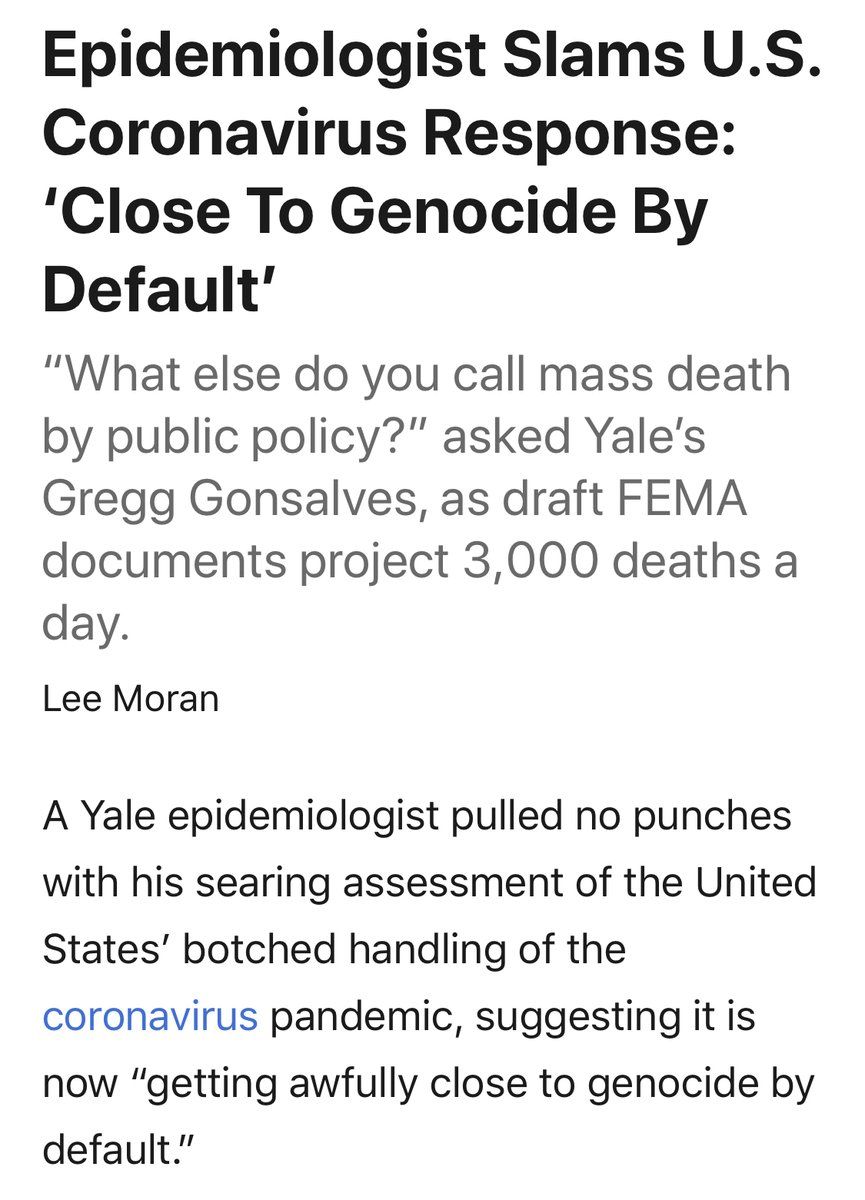 Epidemiologist Slams U.S.
Coronavirus Response:
‘Close To Genocide By
Default’
“What else do you call mass death
by public policy?” asked Yale’s
Gregg Gonsalves, as draft FEMA
documents project 3,000 deaths a
day.
Lee Moran
A Yale epidemiologist pulled no punches
with his searing assessment of the United
States’ botched handling of the
coronavirus pandemic, suggesting it is
now “getting awfully close to genocide by
default.”